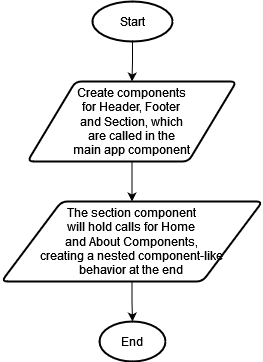 Start
Create components
for Header, Footer
and Section, which
are called in the
main app component
The section component
will hold calls for Home
and About Components,
creating a nested component-like
behavior at the end
End